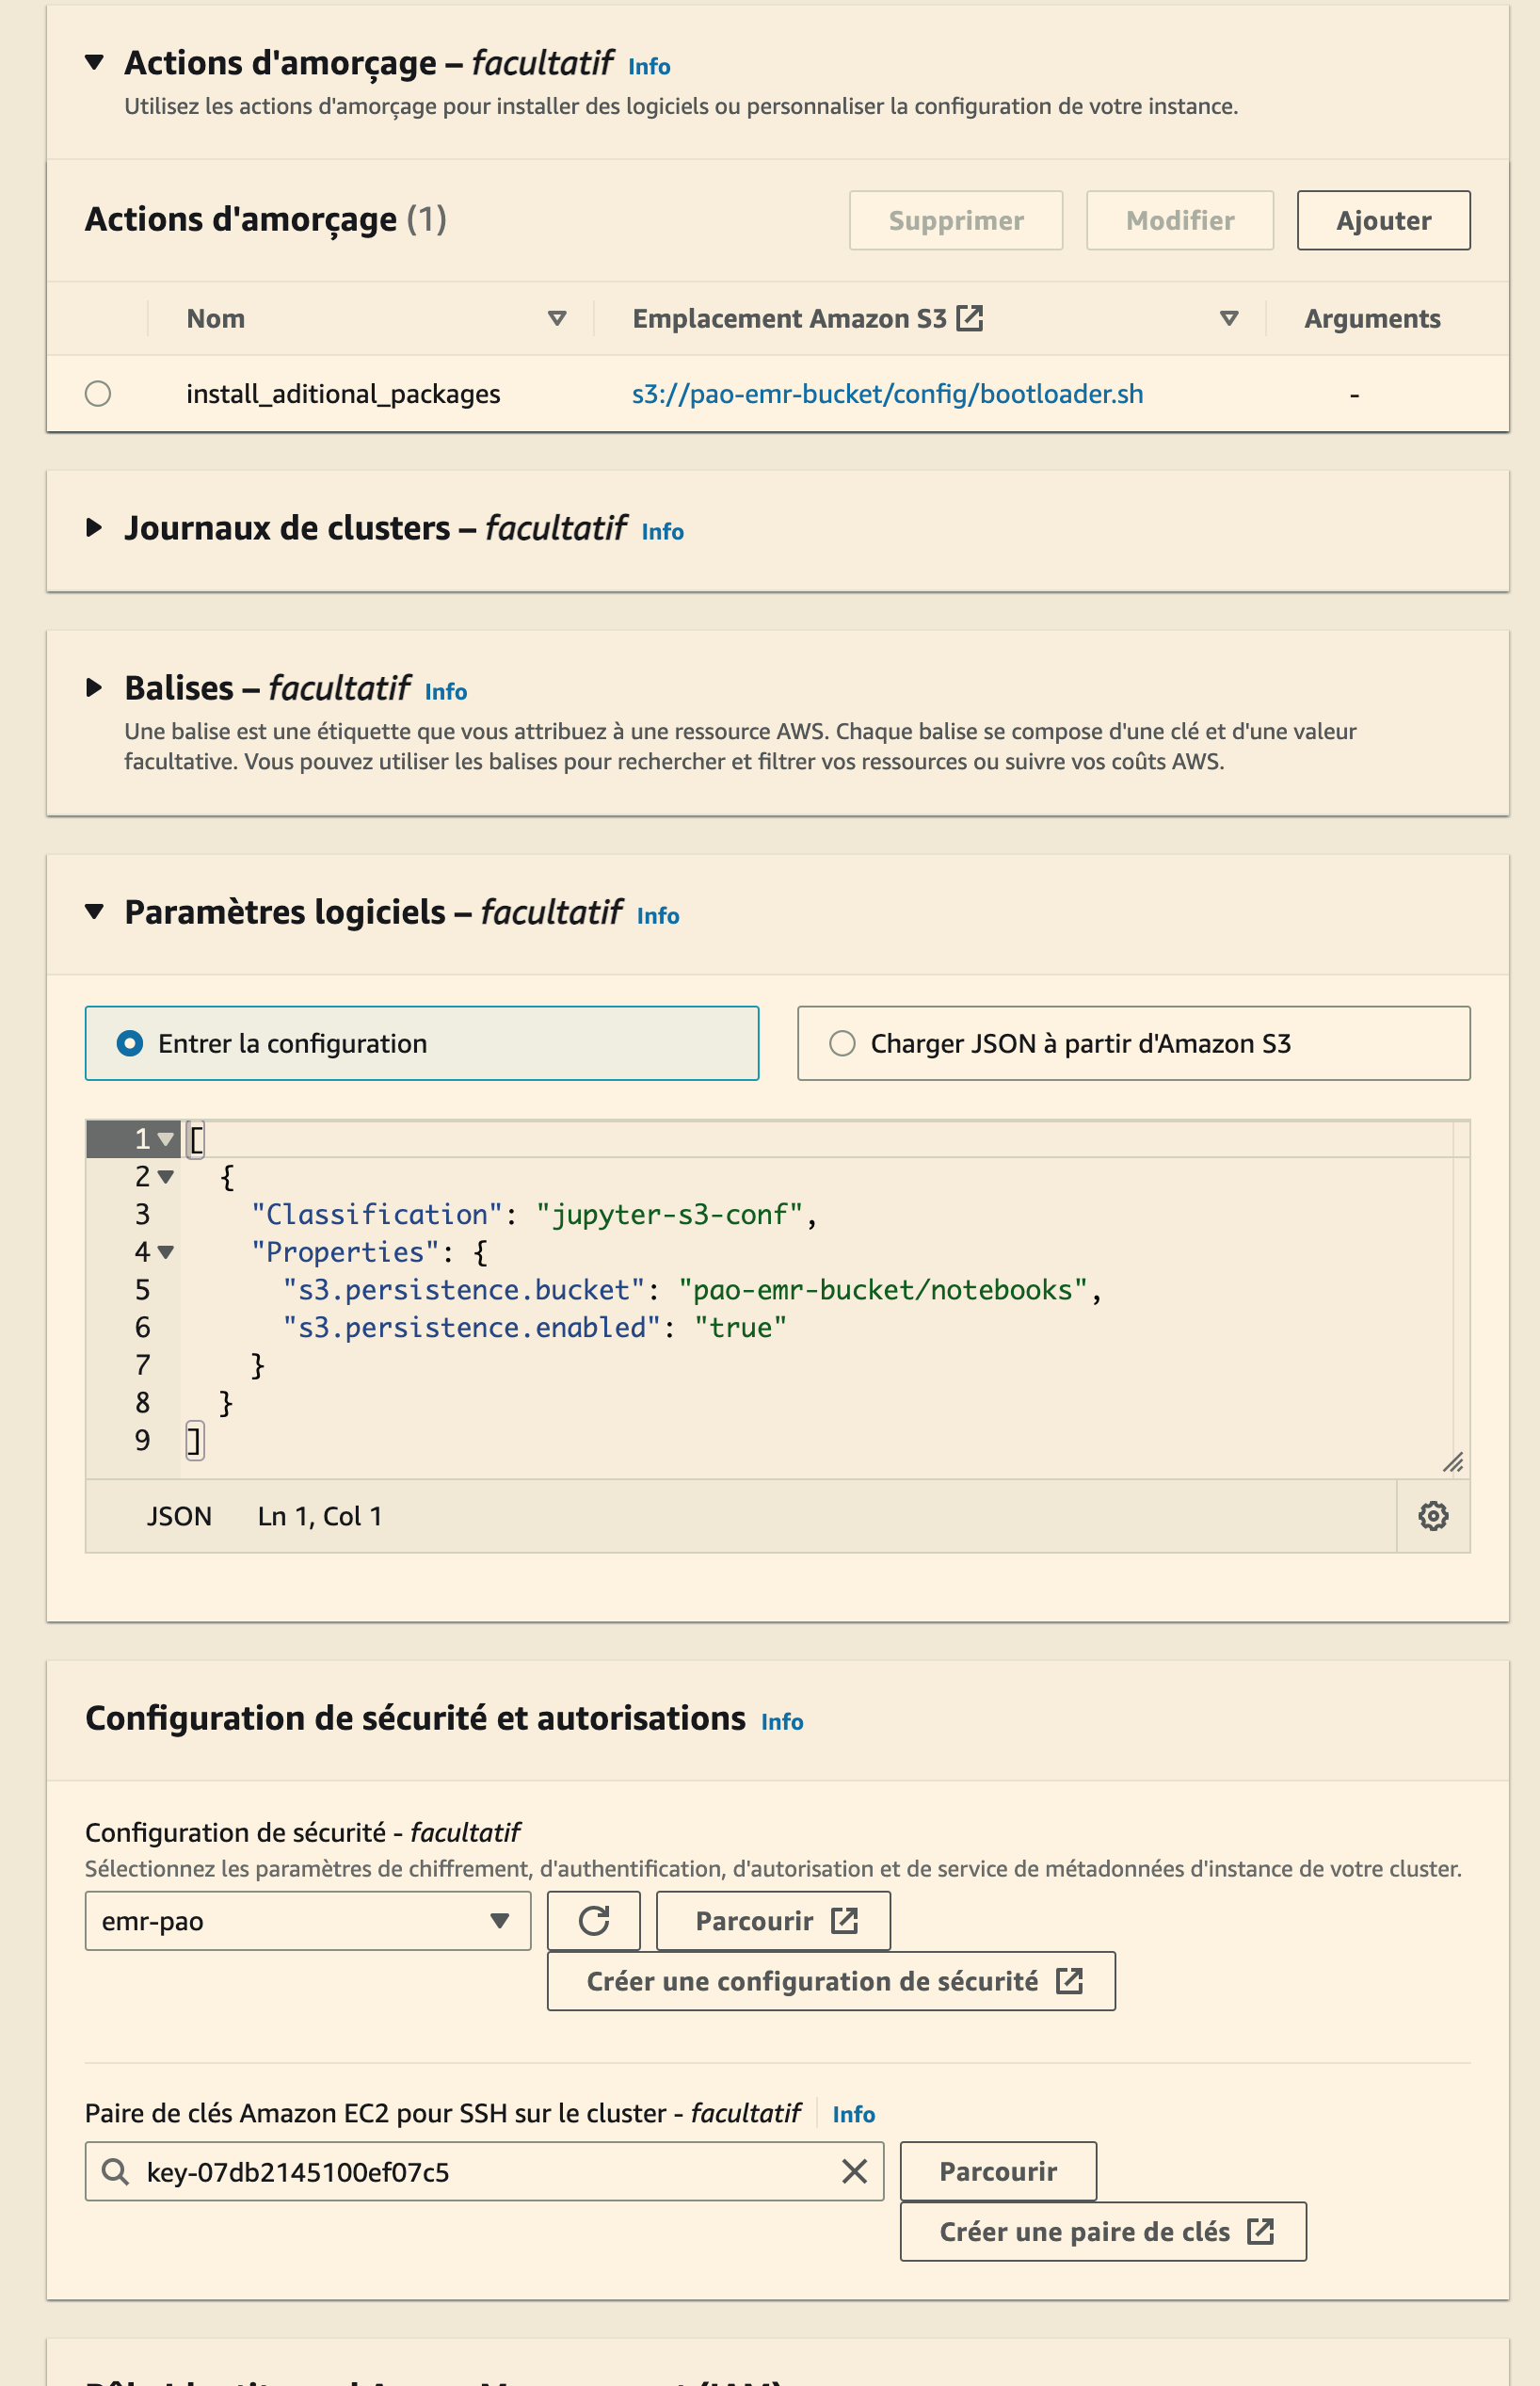 Actions d'amorçage – facultatif Info
Utilisez les actions d'amorçage pour installer des logiciels ou personnaliser la configuration de votre instance.
Actions d'amorçage (1) Supprimer Modifier Ajouter
Nom Emplacement Amazon S3 Arguments
install_aditional_packages s3://pao-emr-bucket/config/bootloader.sh -
Journaux de clusters – facultatif Info
Balises – facultatif Info
Une balise est une étiquette que vous attribuez à une ressource AWS. Chaque balise se compose d'une clé et d'une valeur
facultative. Vous pouvez utiliser les balises pour rechercher et filtrer vos ressources ou suivre vos coûts AWS.
Paramètres logiciels – facultatif Info
Entrer la configuration Charger JSON à partir d'Amazon S3
1 [
2 {
3 "Classification": "jupyter-s3-conf",
4 "Properties": {
5 "s3.persistence.bucket": "pao-emr-bucket/notebooks",
6 "s3.persistence.enabled": "true"
7 }
8 }
9 ]
JSON Ln 1, Col 1
Configuration de sécurité et autorisations Info
Configuration de sécurité - facultatif
Sélectionnez les paramètres de chiffrement, d'authentification, d'autorisation et de service de métadonnées d'instance de votre cluster.
emr-pao Parcourir
Créer une configuration de sécurité
Paire de clés Amazon EC2 pour SSH sur le cluster - facultatif Info
key-07db2145100ef07c5 Parcourir
Créer une paire de clés